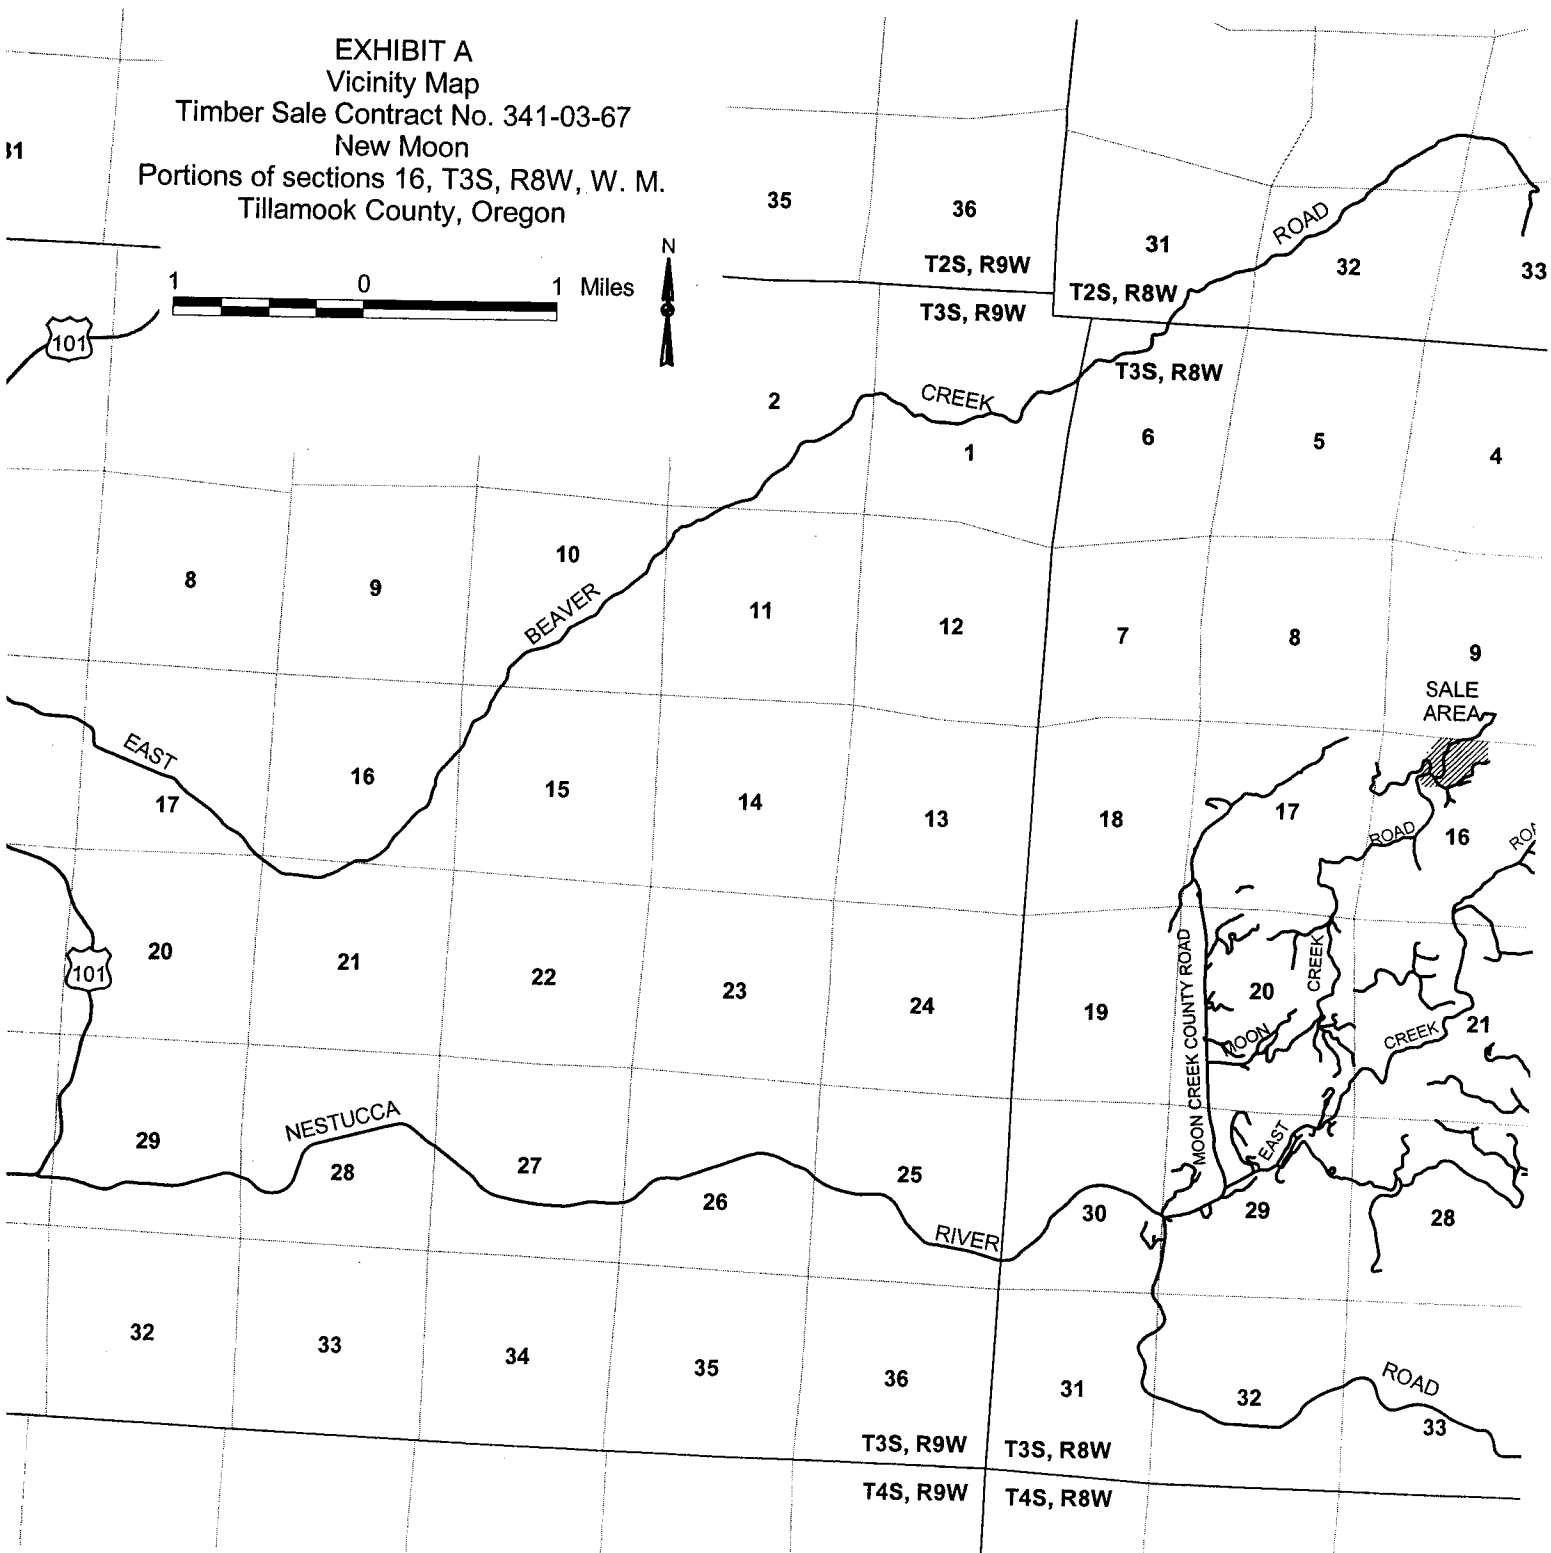 EXHIBIT A
Vicinity Map
Timber Sale Contract No. 341-03-67
New Moon
Portions of sections 16, T3S, R8W, W. M.
Tillamook County, Oregon
1 0 1 Miles
N
101
35
36
T2S, R9W
T3S, R9W
31
T2S, R8W
T3S, R8W
ROAD
32
33
2
CREEK
1
6
5
4
8
9
10
BEAVER
11
12
7
8
9
SALE
AREA
EAST
17
16
15
14
13
18
17
ROAD
16
20
101
21
22
23
24
19
MOON CREEK COUNTY ROAD
20
CREEK
MOON
CREEK
21
29
NESTUCCA
28
27
26
25
RIVER
30
EAST
29
28
32
33
34
35
36
31
32
ROAD
33
T3S, R9W
T3S, R8W
T4S, R9W
T4S, R8W